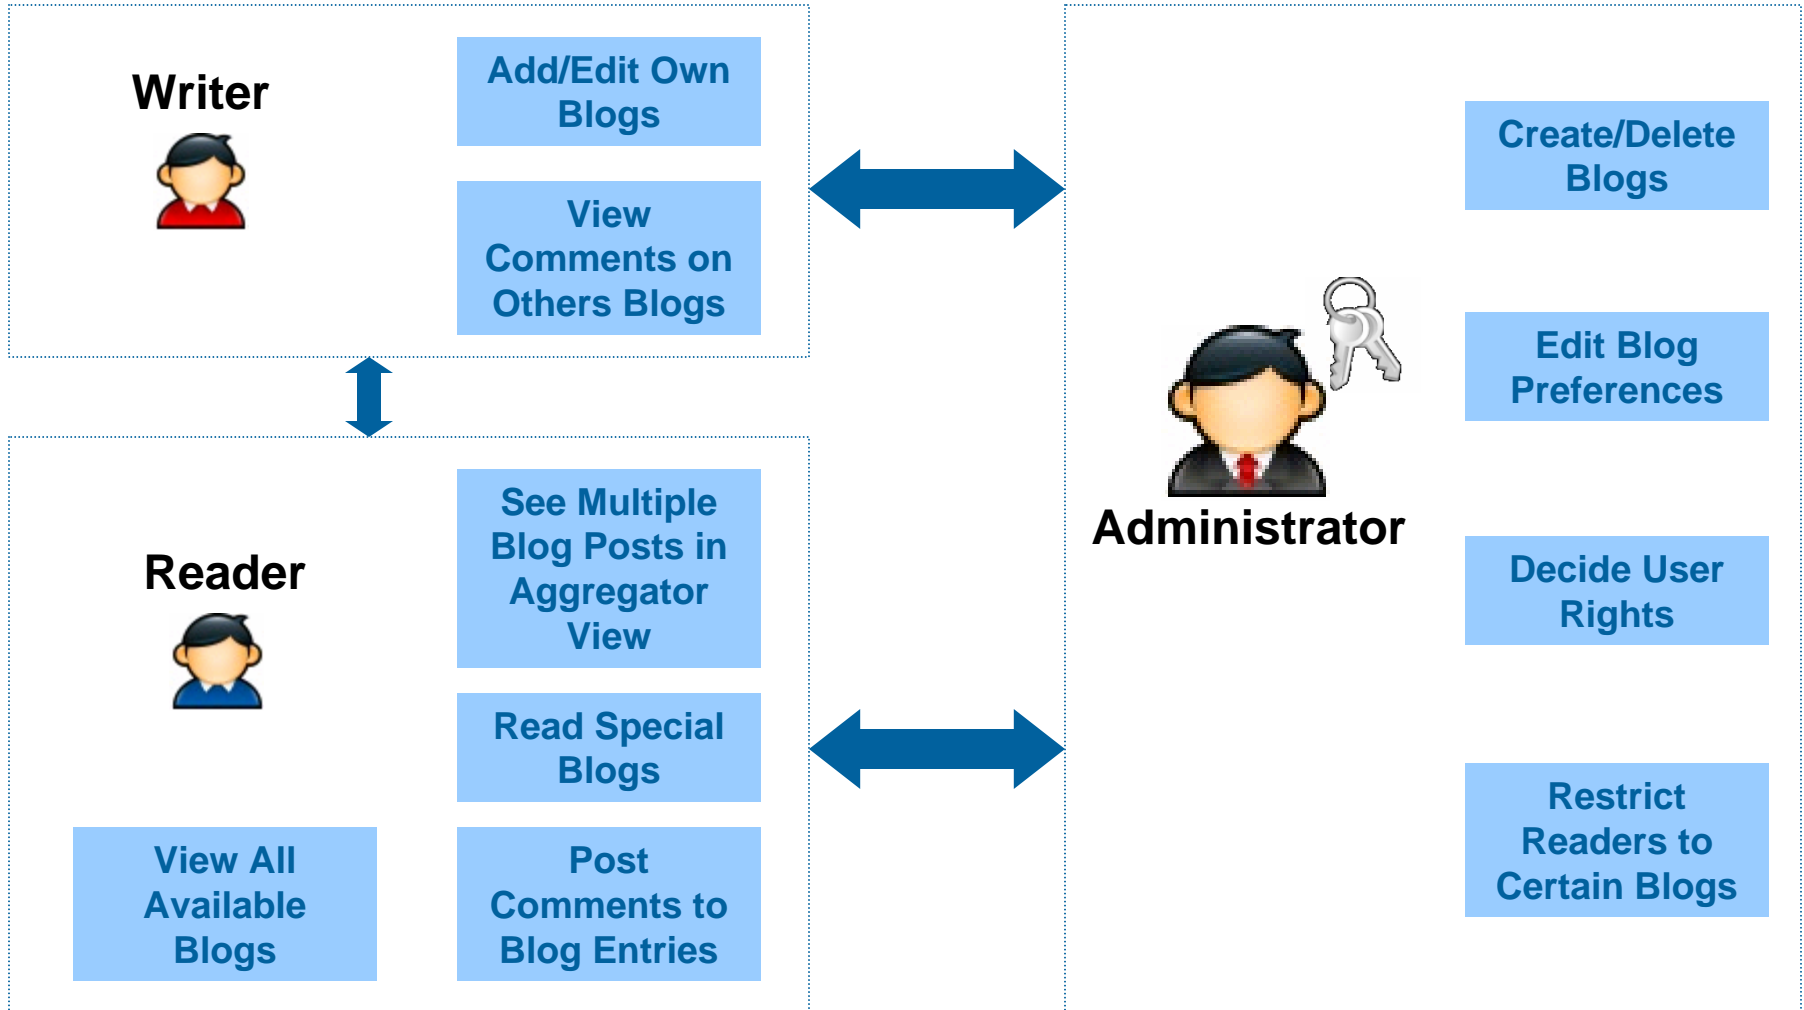 Writer
Add/Edit Own
Blogs
View
Comments on
Others Blogs
Reader
See Multiple
Blog Posts in
Aggregator
View
Read Special
Blogs
View All
Available
Blogs
Post
Comments to
Blog Entries
Administrator
Create/Delete
Blogs
Edit Blog
Preferences
Decide User
Rights
Restrict
Readers to
Certain Blogs